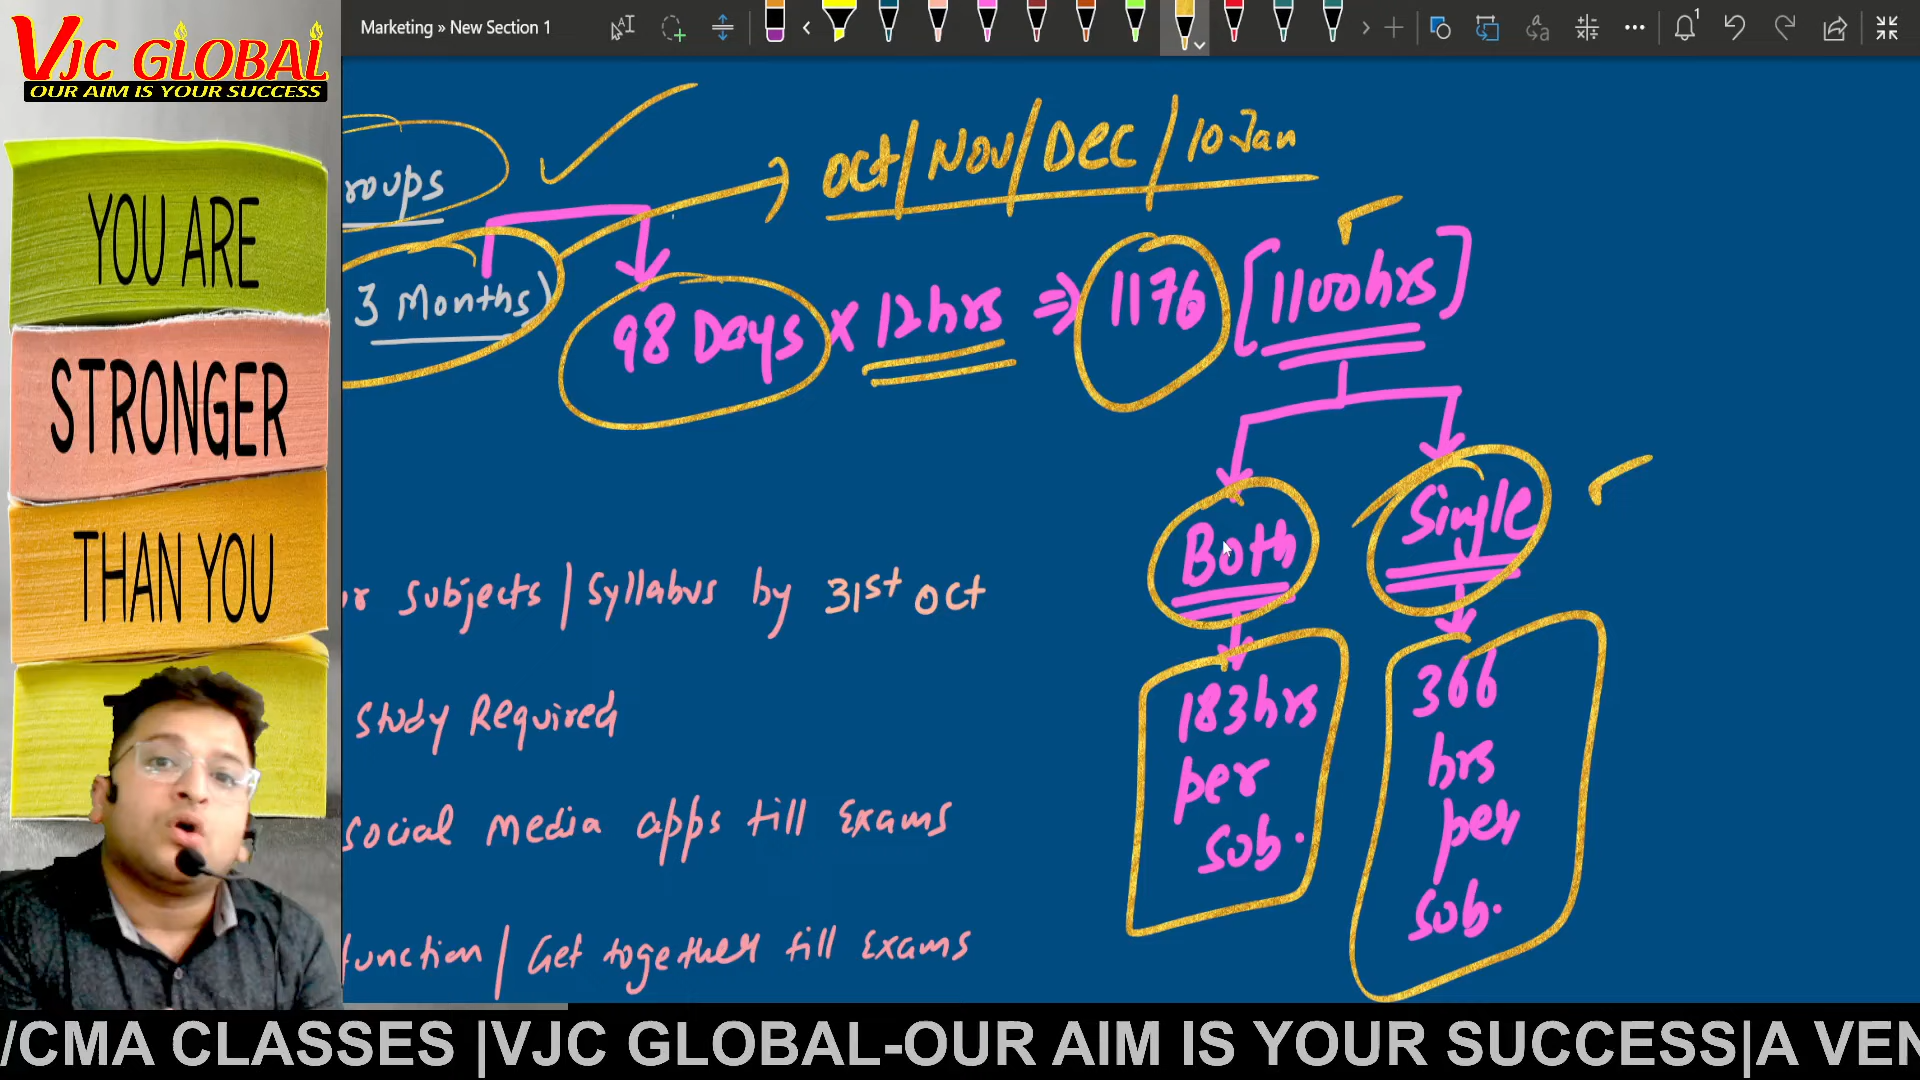 VJC GLOBAL
OUR AIM IS YOUR SUCCESS
YOU ARE
STRONGER
THAN YOU
Marketing » New Section 1
roups
Oct/Nov/Dec/10 Jan
3 Months)
98 Days x 12hrs ⇒ 1176 [1100hrs]
Both
Single
183hrs
per
sub.
366
hrs
per
sub.
or subjects | syllabus by 31st oct
study Required
social media apps till Exams
function | Get together till Exams
/CMA CLASSES |VJC GLOBAL-OUR AIM IS YOUR SUCCESS|A VEN